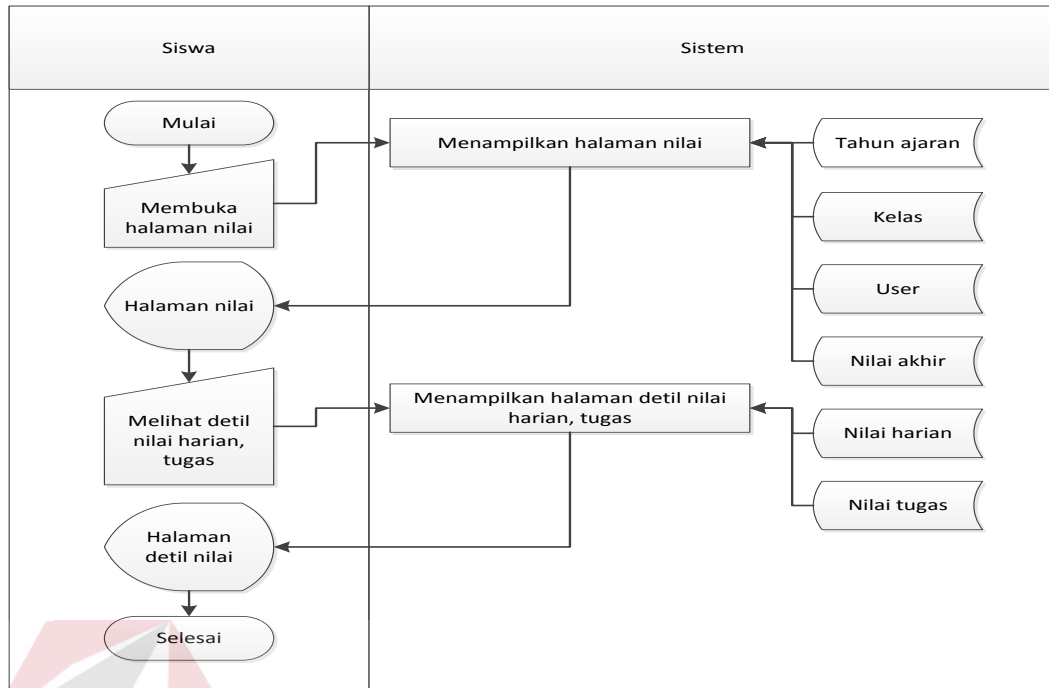 Siswa
Sistem
Mulai
Menampilkan halaman nilai
Tahun ajaran
Membuka
halaman nilai
Kelas
User
Halaman nilai
Nilai akhir
Melihat detil
nilai harian,
tugas
Menampilkan halaman detil nilai
harian, tugas
Nilai harian
Nilai tugas
Halaman
detil nilai
Selesai